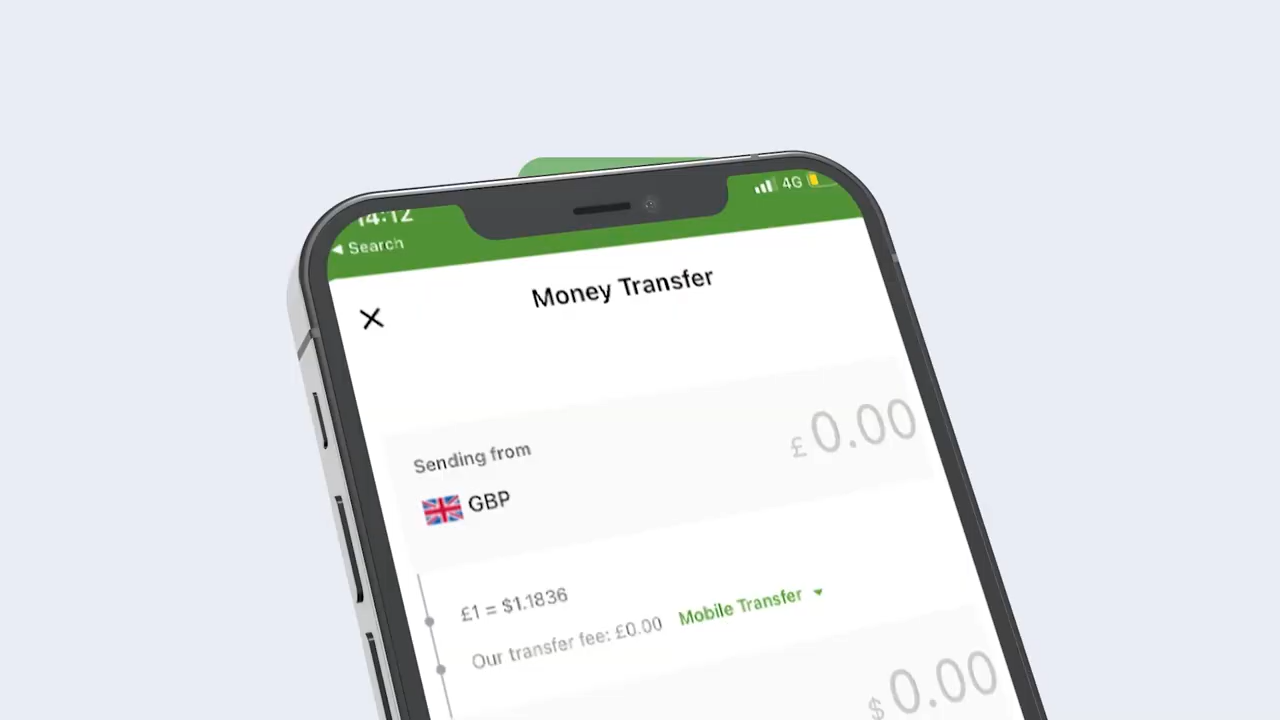 14:12
4G
◀ Search
Money Transfer
Sending from
£ 0.00
GBP
£1 = $1.1836
Our transfer fee: £0.00 Mobile Transfer
$ 0.00